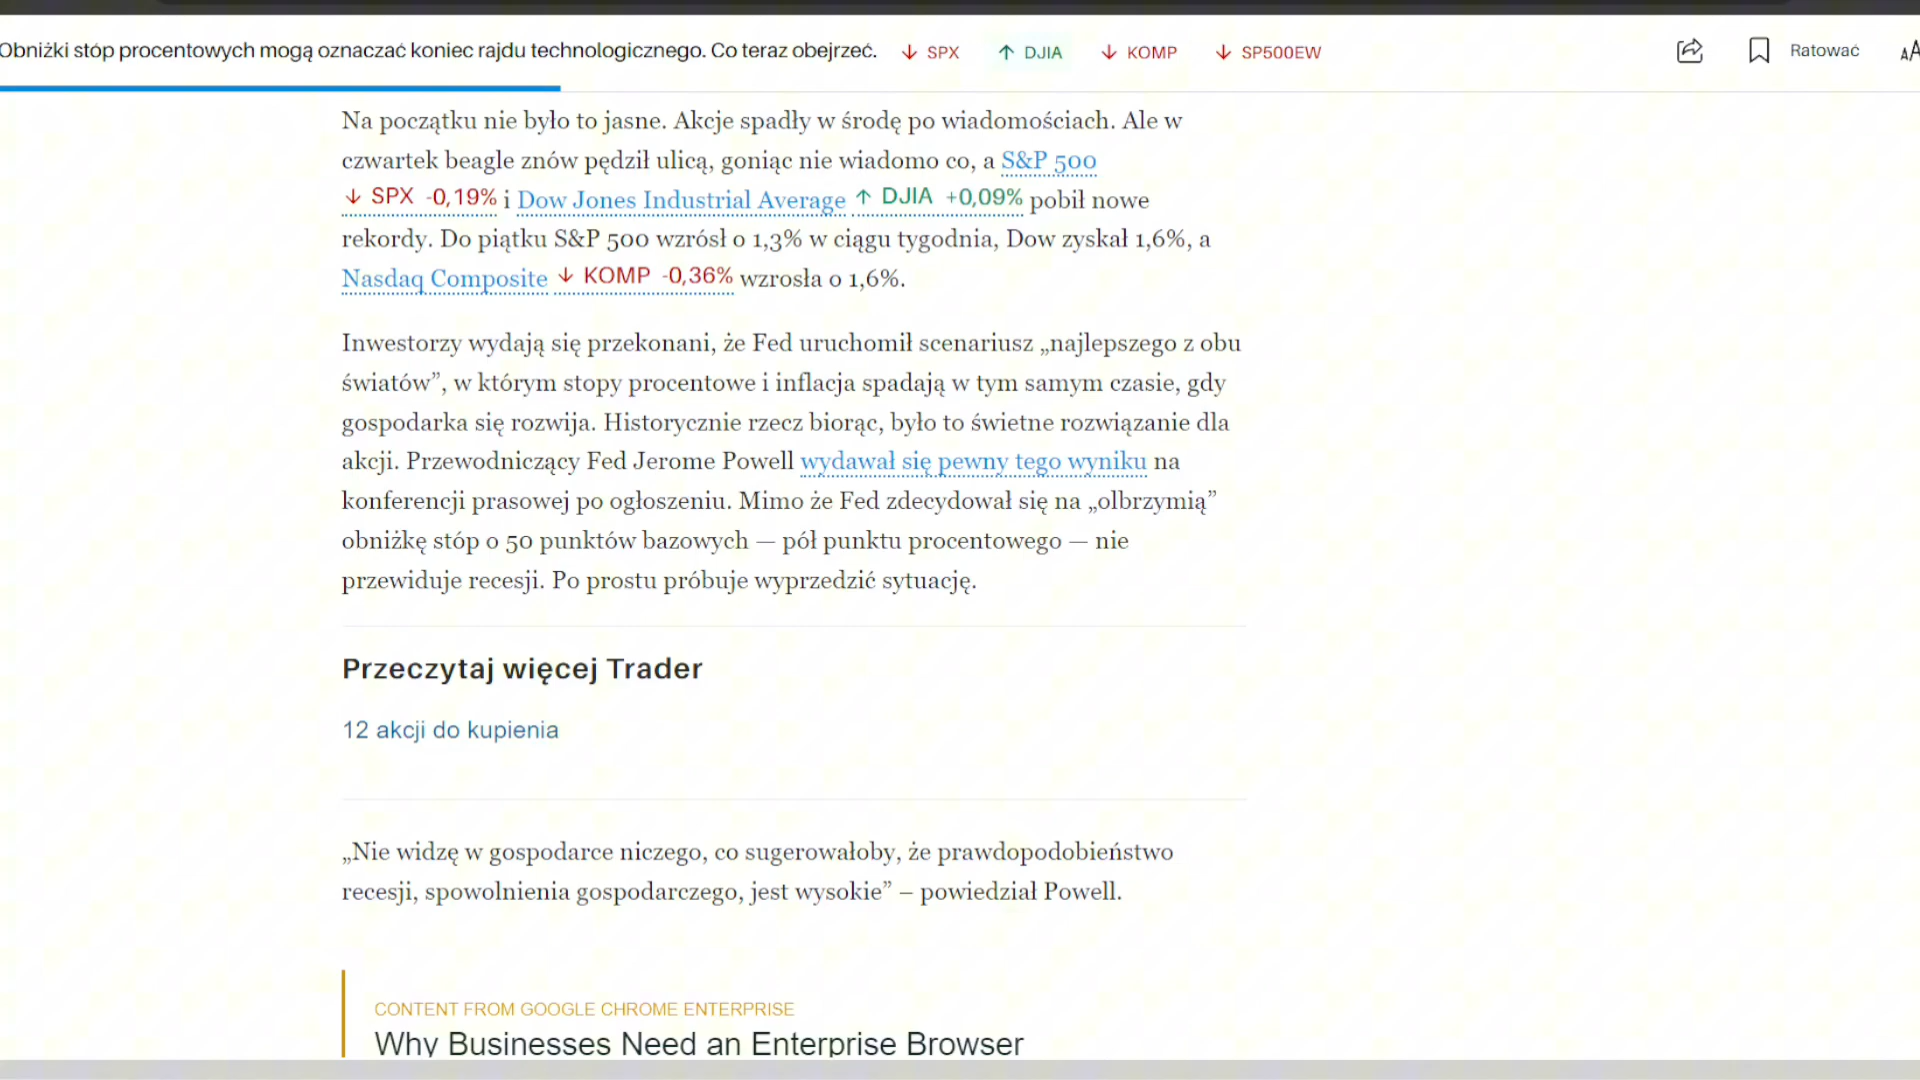 Obniżki stóp procentowych mogą oznaczać koniec rajdu technologicznego. Co teraz obejrzeć. SPX DJIA KOMP SP500EW Ratować AA
Na początku nie było to jasne. Akcje spadły w środę po wiadomościach. Ale w
czwartek beagle znów pędził ulicą, goniąc nie wiadomo co, a S&P 500
SPX -0,19% i Dow Jones Industrial Average DJIA +0,09% pobił nowe
rekordy. Do piątku S&P 500 wzrósł o 1,3% w ciągu tygodnia, Dow zyskał 1,6%, a
Nasdaq Composite KOMP -0,36% wzrosła o 1,6%.
Inwestorzy wydają się przekonani, że Fed uruchomił scenariusz „najlepszego z obu
światów”, w którym stopy procentowe i inflacja spadają w tym samym czasie, gdy
gospodarka się rozwija. Historycznie rzecz biorąc, było to świetne rozwiązanie dla
akcji. Przewodniczący Fed Jerome Powell wydawał się pewny tego wyniku na
konferencji prasowej po ogłoszeniu. Mimo że Fed zdecydował się na „olbrzymią”
obniżkę stóp o 50 punktów bazowych — pół punktu procentowego — nie
przewiduje recesji. Po prostu próbuje wyprzedzić sytuację.
Przeczytaj więcej Trader
12 akcji do kupienia
„Nie widzę w gospodarce niczego, co sugerowałoby, że prawdopodobieństwo
recesji, spowolnienia gospodarczego, jest wysokie” – powiedział Powell.
CONTENT FROM GOOGLE CHROME ENTERPRISE
Why Businesses Need an Enterprise Browser